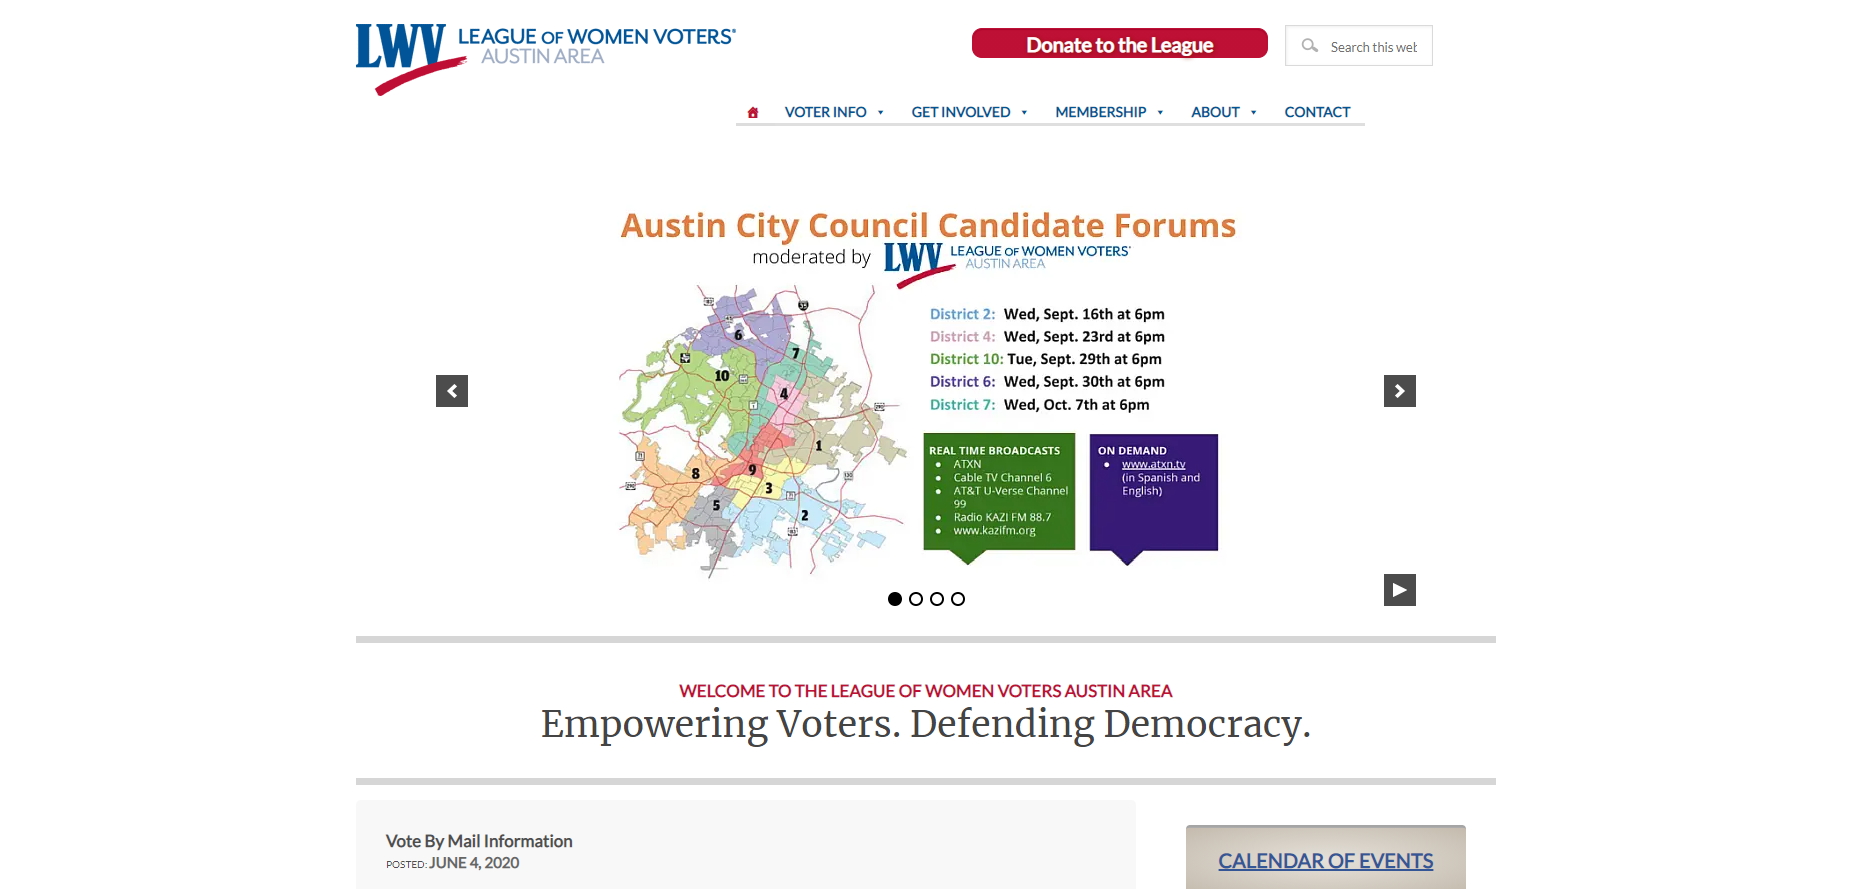 LWV LEAGUE OF WOMEN VOTERS®
AUSTIN AREA
Donate to the League
Search this wet
VOTER INFO
GET INVOLVED
MEMBERSHIP
ABOUT
CONTACT
Austin City Council Candidate Forums
moderated by LWV LEAGUE OF WOMEN VOTERS®
AUSTIN AREA
District 2: Wed, Sept. 16th at 6pm
District 4: Wed, Sept. 23rd at 6pm
District 10: Tue, Sept. 29th at 6pm
District 6: Wed, Sept. 30th at 6pm
District 7: Wed, Oct. 7th at 6pm
6
7
10
4
1
8
9
3
5
2
REAL TIME BROADCASTS
• ATXN
• Cable TV Channel 6
• AT&T U-Verse Channel
99
• Radio KAZI FM 88.7
• www.kazifm.org
ON DEMAND
• www.atxn.tv
(in Spanish and
English)
WELCOME TO THE LEAGUE OF WOMEN VOTERS AUSTIN AREA
Empowering Voters. Defending Democracy.
Vote By Mail Information
POSTED: JUNE 4, 2020
CALENDAR OF EVENTS